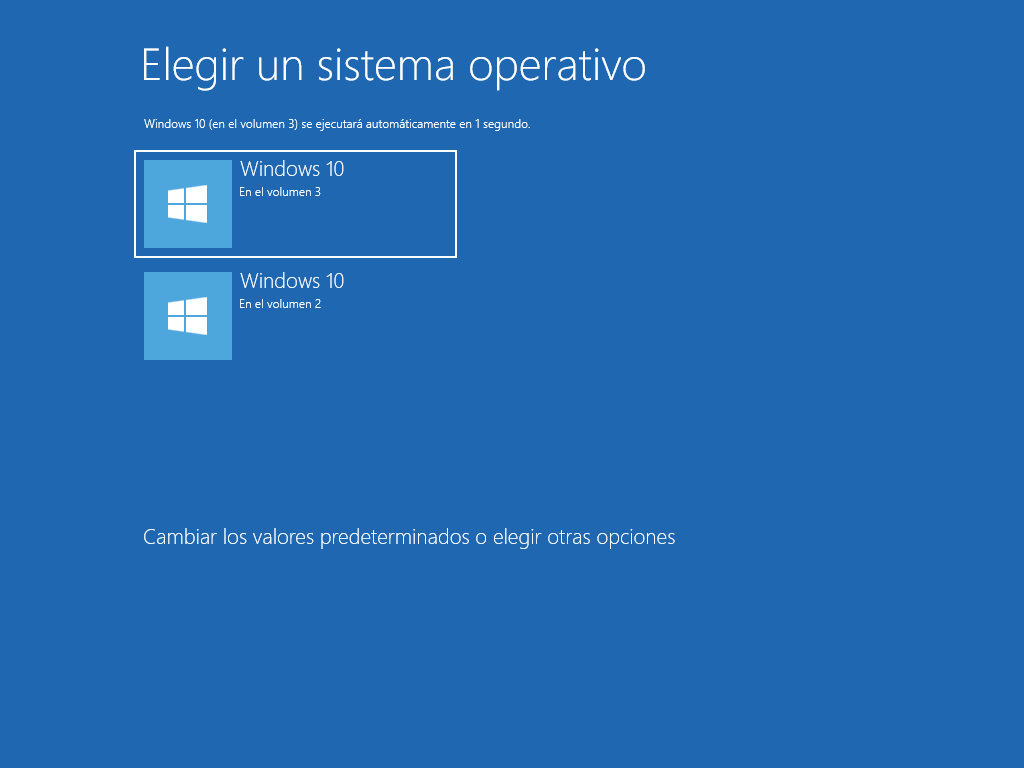 Elegir un sistema operativo
Windows 10 (en el volumen 3) se ejecutará automáticamente en 1 segundo.
Windows 10
En el volumen 3
Windows 10
En el volumen 2
Cambiar los valores predeterminados o elegir otras opciones